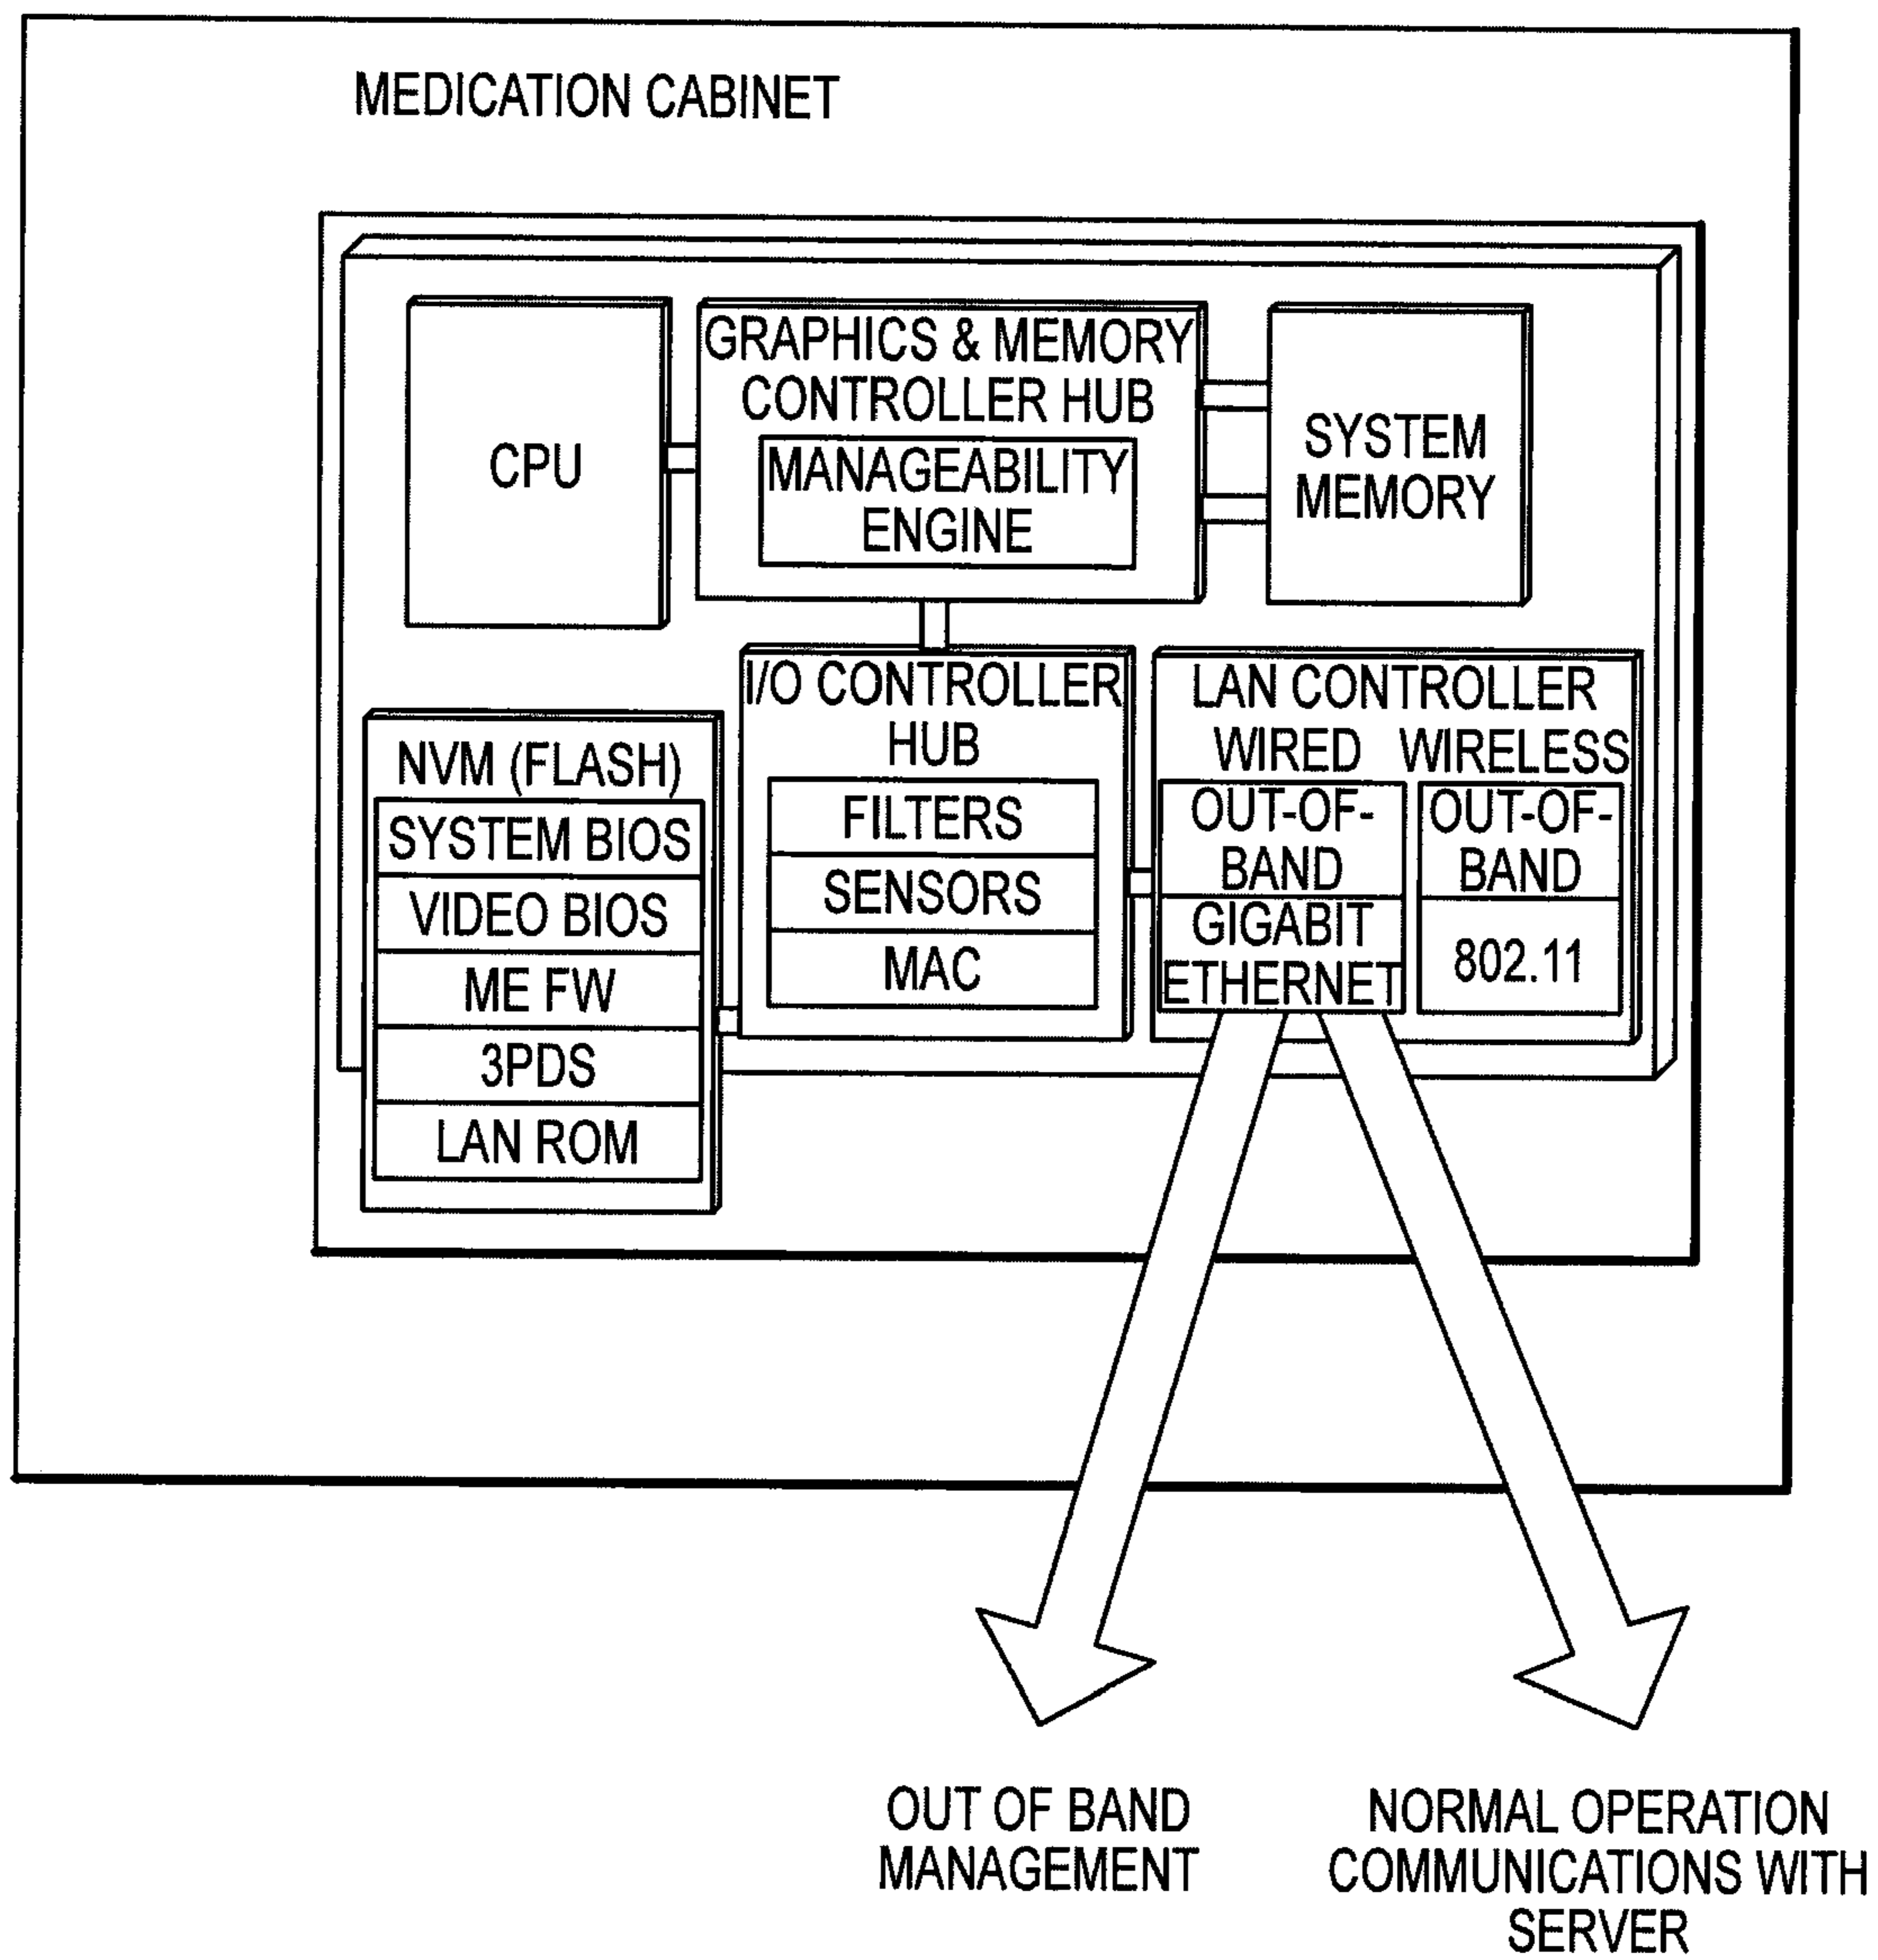 MEDICATION CABINET
CPU
GRAPHICS & MEMORY
CONTROLLER HUB
MANAGEABILITY
ENGINE
SYSTEM
MEMORY
NVM (FLASH)
SYSTEM BIOS
VIDEO BIOS
ME FW
3PDS
LAN ROM
I/O CONTROLLER
HUB
FILTERS
SENSORS
MAC
LAN CONTROLLER
WIRED WIRELESS
OUT-OF-
BAND
GIGABIT
ETHERNET
OUT-OF-
BAND
802.11
OUT OF BAND
MANAGEMENT
NORMAL OPERATION
COMMUNICATIONS WITH
SERVER